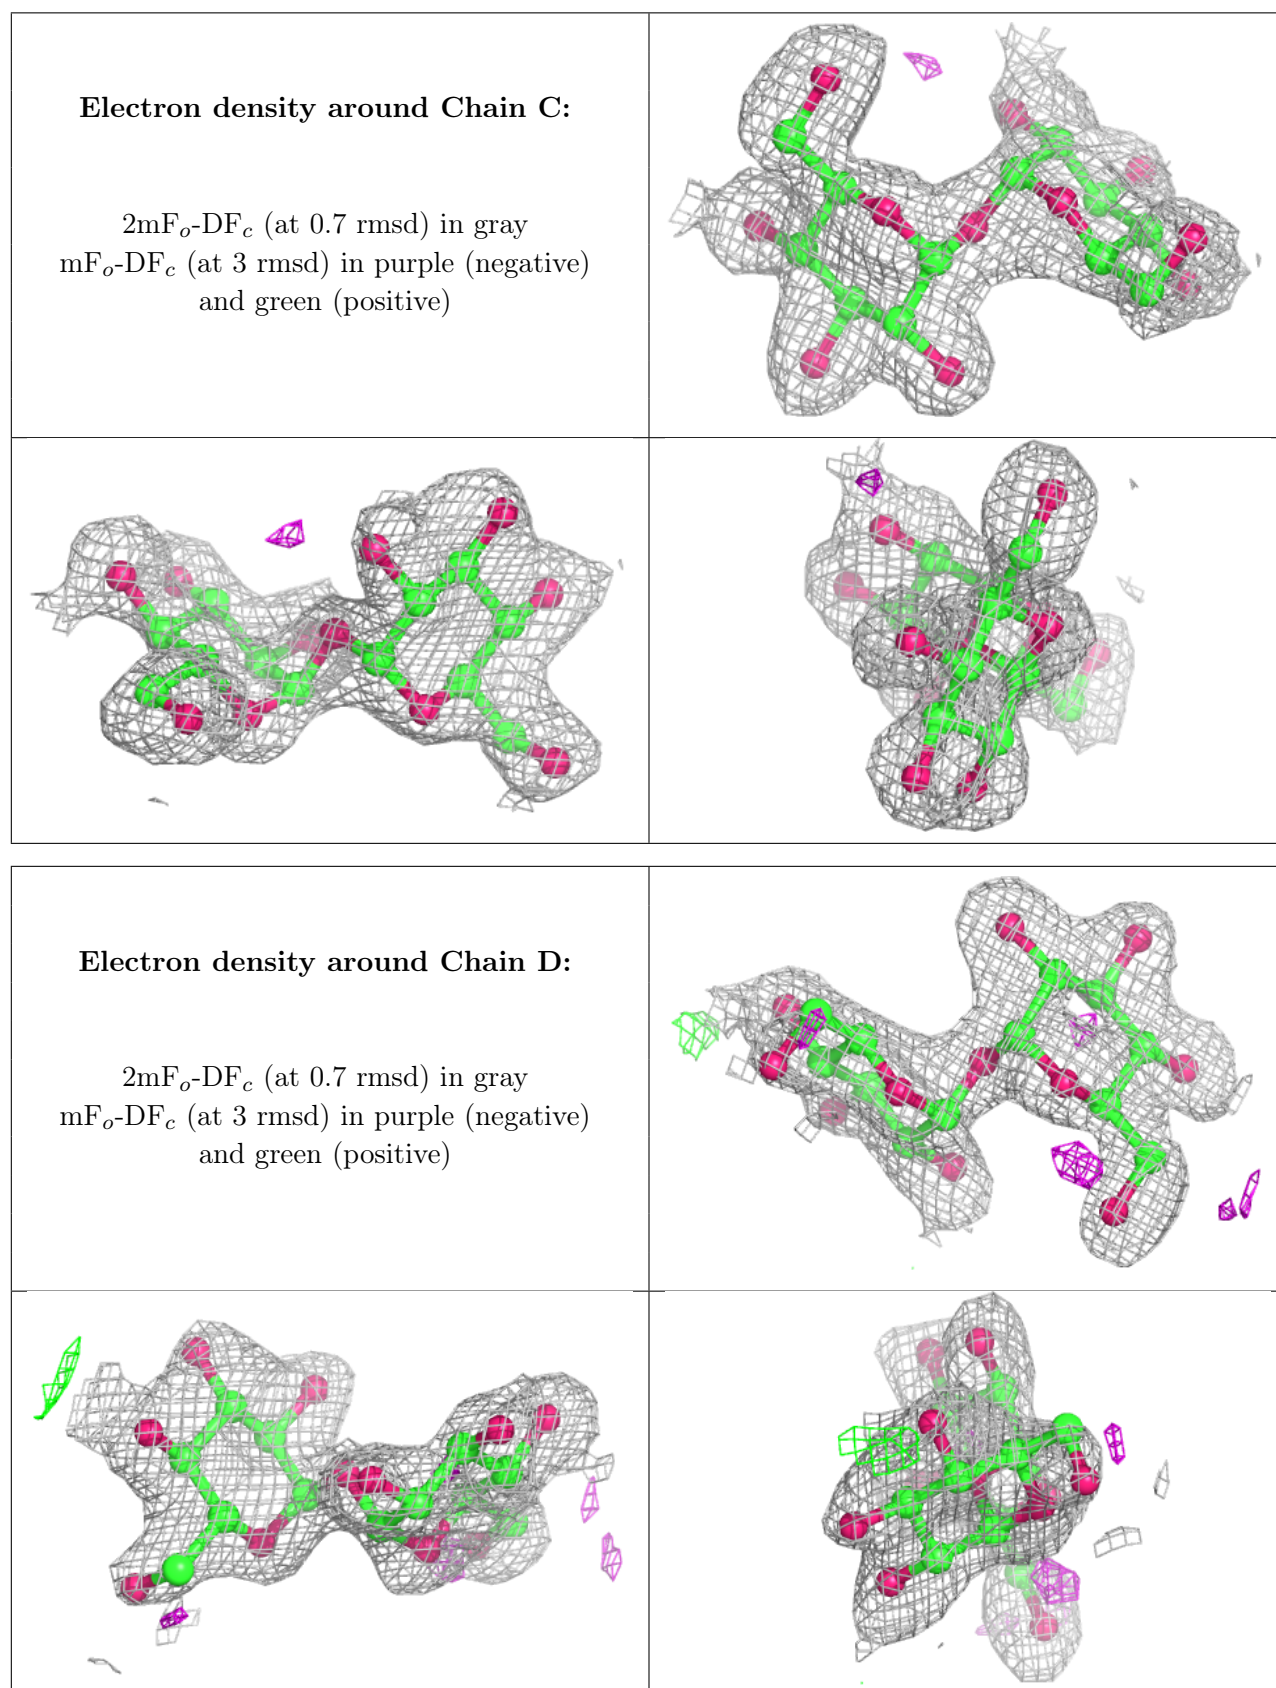 Electron density around Chain C:
2mFo-DFc (at 0.7 rmsd) in gray
mFo-DFc (at 3 rmsd) in purple (negative)
and green (positive)
Electron density around Chain D:
2mFo-DFc (at 0.7 rmsd) in gray
mFo-DFc (at 3 rmsd) in purple (negative)
and green (positive)